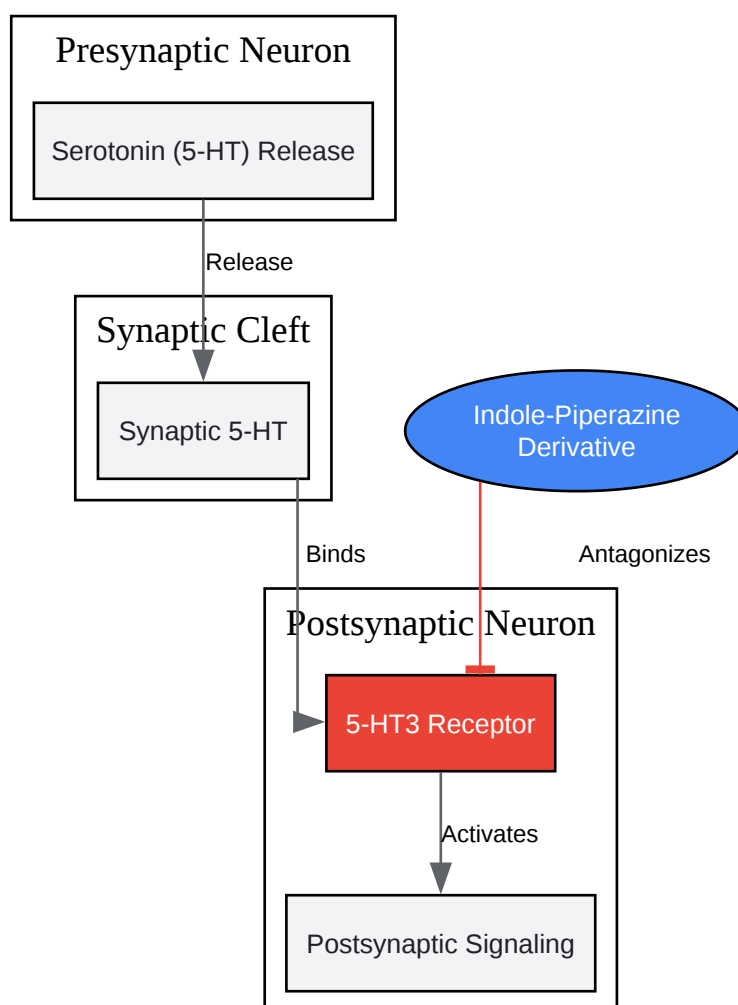 Presynaptic Neuron
Serotonin (5-HT) Release
Release
Synaptic Cleft
Synaptic 5-HT
Indole-Piperazine
Derivative
Binds
Antagonizes
Postsynaptic Neuron
5-HT3 Receptor
Activates
Postsynaptic Signaling